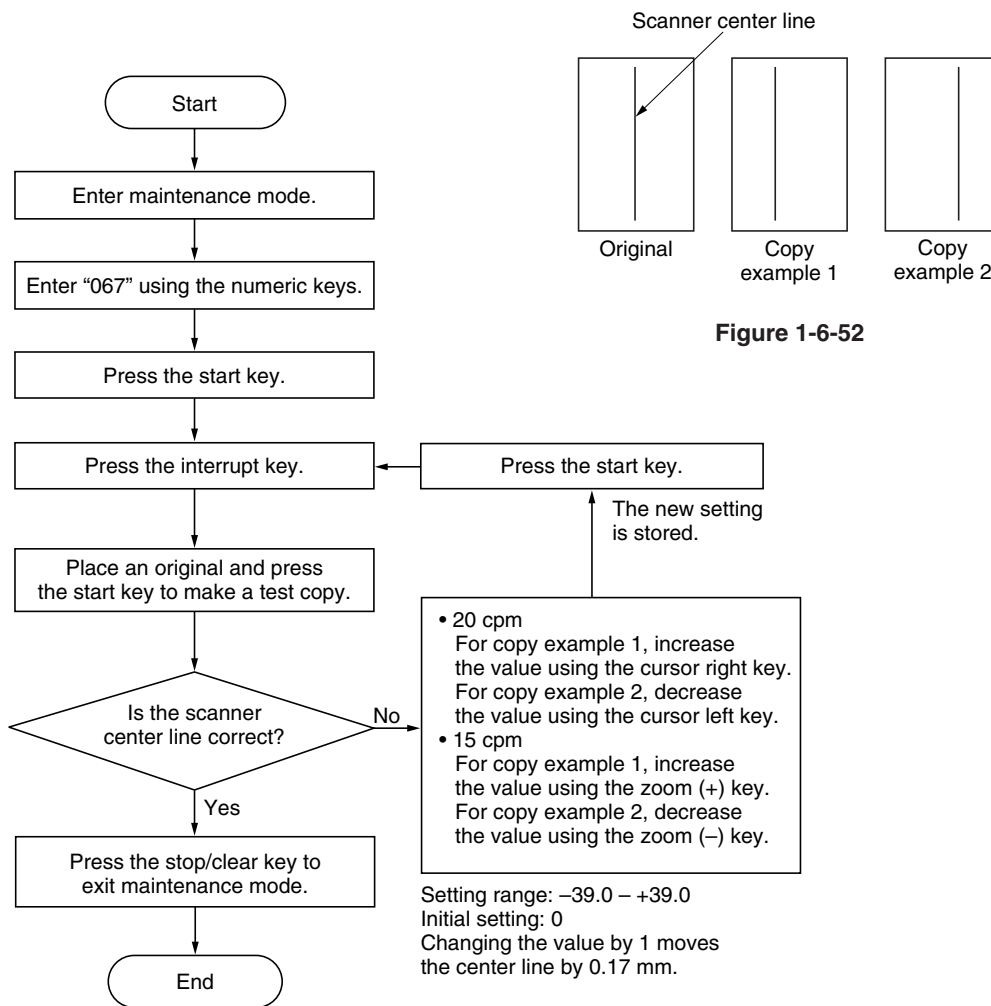 Scanner center line
Original
Copy
example 1
Copy
example 2
Figure 1-6-52
Start
Enter maintenance mode.
Enter “067” using the numeric keys.
Press the start key.
Press the interrupt key.
Press the start key.
The new setting
is stored.
Place an original and press
the start key to make a test copy.
Is the scanner
center line correct?
No
Yes
• 20 cpm
For copy example 1, increase
the value using the cursor right key.
For copy example 2, decrease
the value using the cursor left key.
• 15 cpm
For copy example 1, increase
the value using the zoom (+) key.
For copy example 2, decrease
the value using the zoom (–) key.
Setting range: –39.0 – +39.0
Initial setting: 0
Changing the value by 1 moves
the center line by 0.17 mm.
Press the stop/clear key to
exit maintenance mode.
End